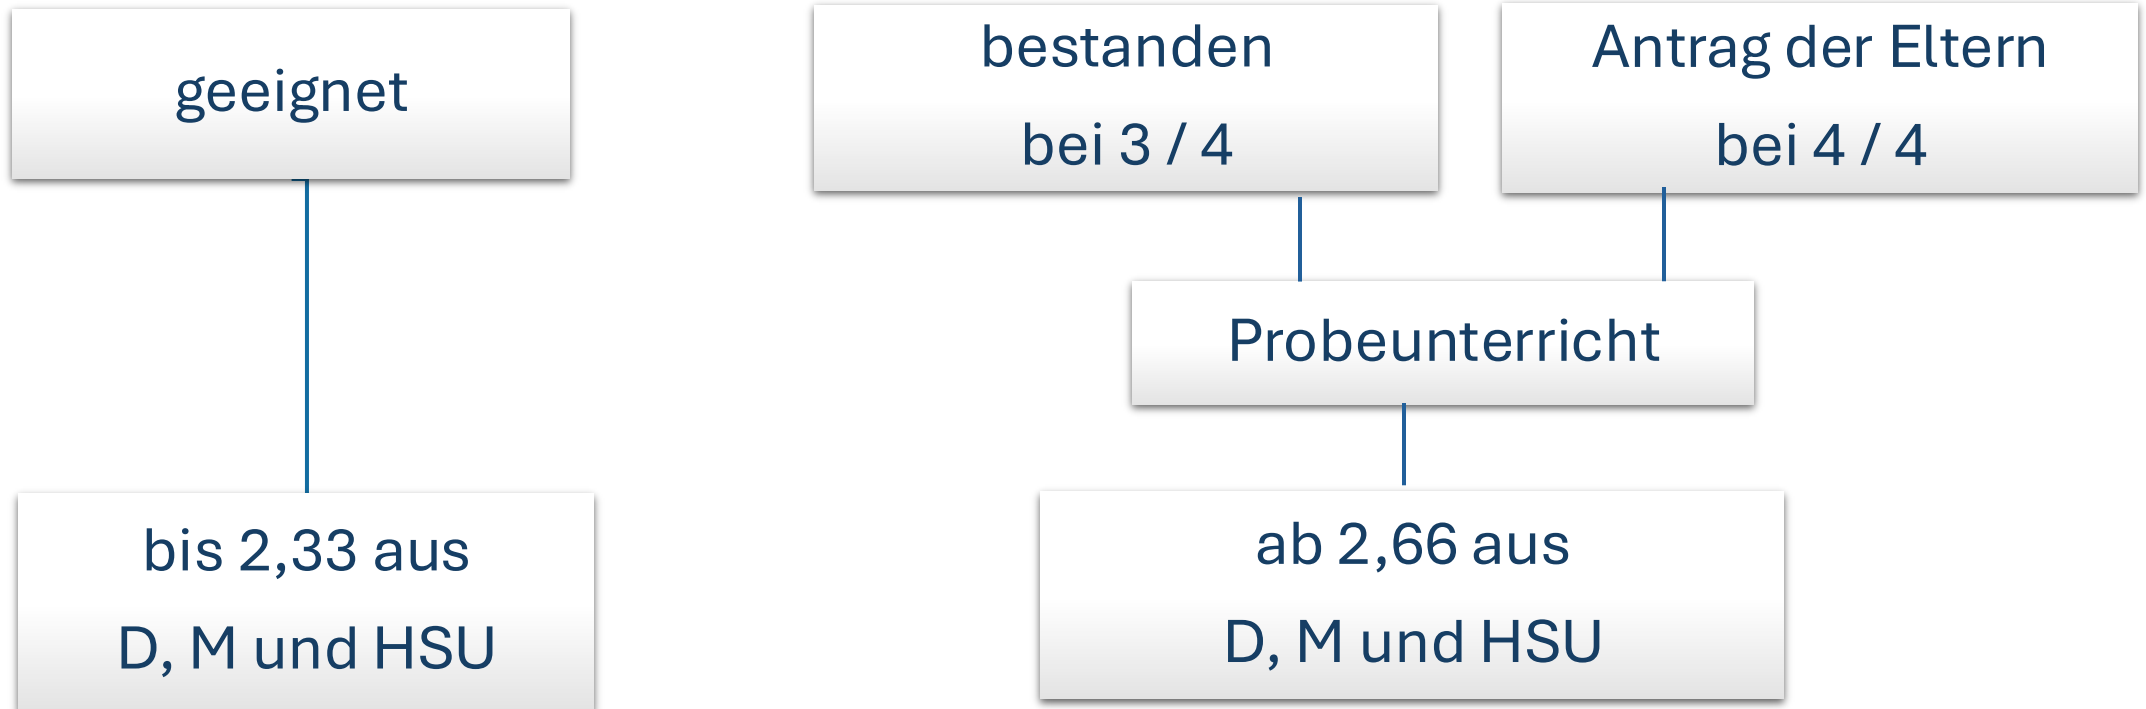 geeignet
bestanden
bei 3 / 4
Antrag der Eltern
bei 4 / 4
Probeunterricht
bis 2,33 aus
D, M und HSU
ab 2,66 aus
D, M und HSU